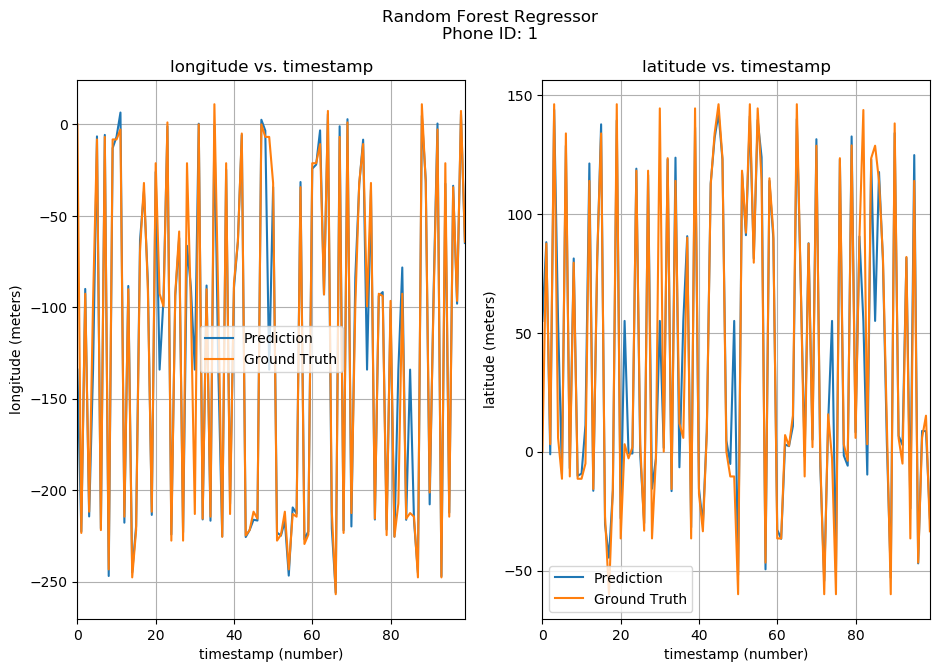 Random Forest Regressor
Phone ID: 1
longitude vs. timestamp
0
−50
−100
−150
−200
−250
longitude (meters)
0
20
40
60
80
timestamp (number)
Prediction
Ground Truth
latitude vs. timestamp
150
100
50
0
−50
latitude (meters)
0
20
40
60
80
timestamp (number)
Prediction
Ground Truth